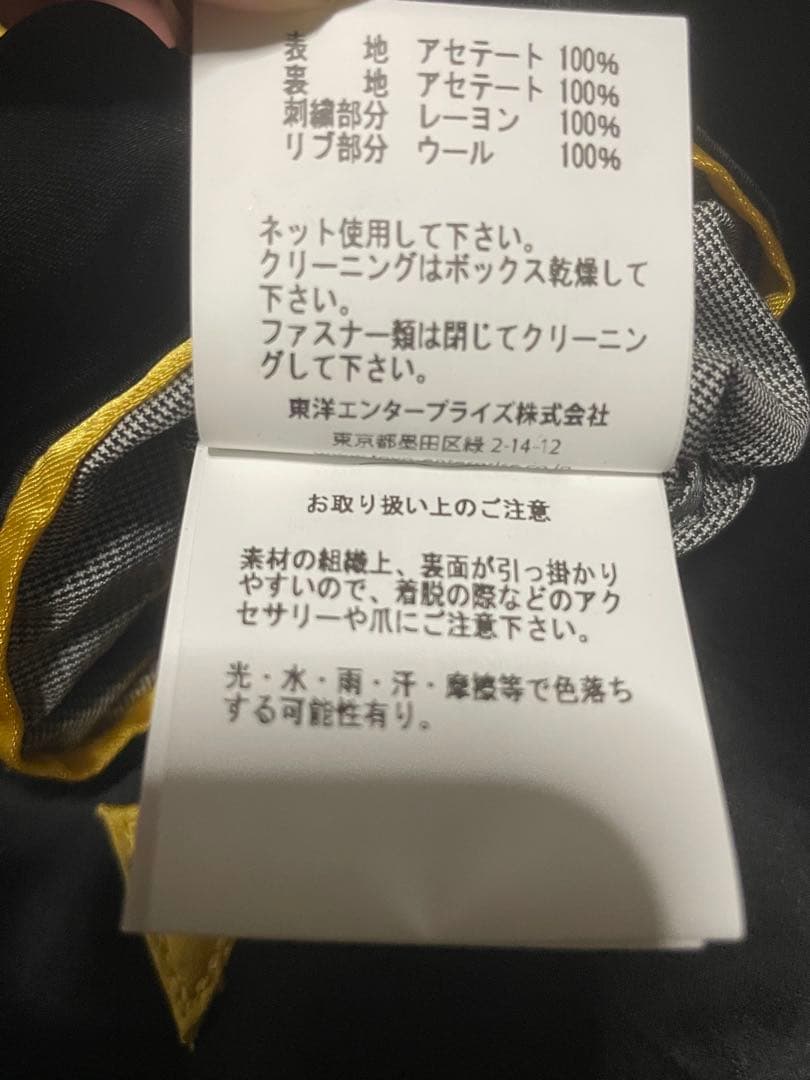 表　地 アセテート 100%
裏　地 アセテート 100%
刺繍部分 レーヨン 100%
リブ部分 ウール 100%
ネット使用して下さい。
クリーニングはボックス乾燥して
下さい。
ファスナー類は閉じてクリーニン
グして下さい。
東洋エンタープライズ株式会社
東京都墨田区緑 2-14-12
お取り扱い上のご注意
素材の組織上、裏面が引っ掛かり
やすいので、着脱の際などのアク
セサリーや爪にご注意下さい。
光・水・雨・汗・摩擦等で色落ち
する可能性有り。